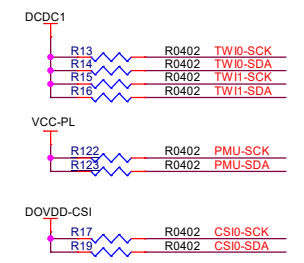 DCDC1
R13 R0402 TWI0-SCK
R14 R0402 TWI0-SDA
R15 R0402 TWI1-SCK
R16 R0402 TWI1-SDA
VCC-PL
R122 R0402 PMU-SCK
R123 R0402 PMU-SDA
DOVDD-CSI
R17 R0402 CSI0-SCK
R19 R0402 CSI0-SDA